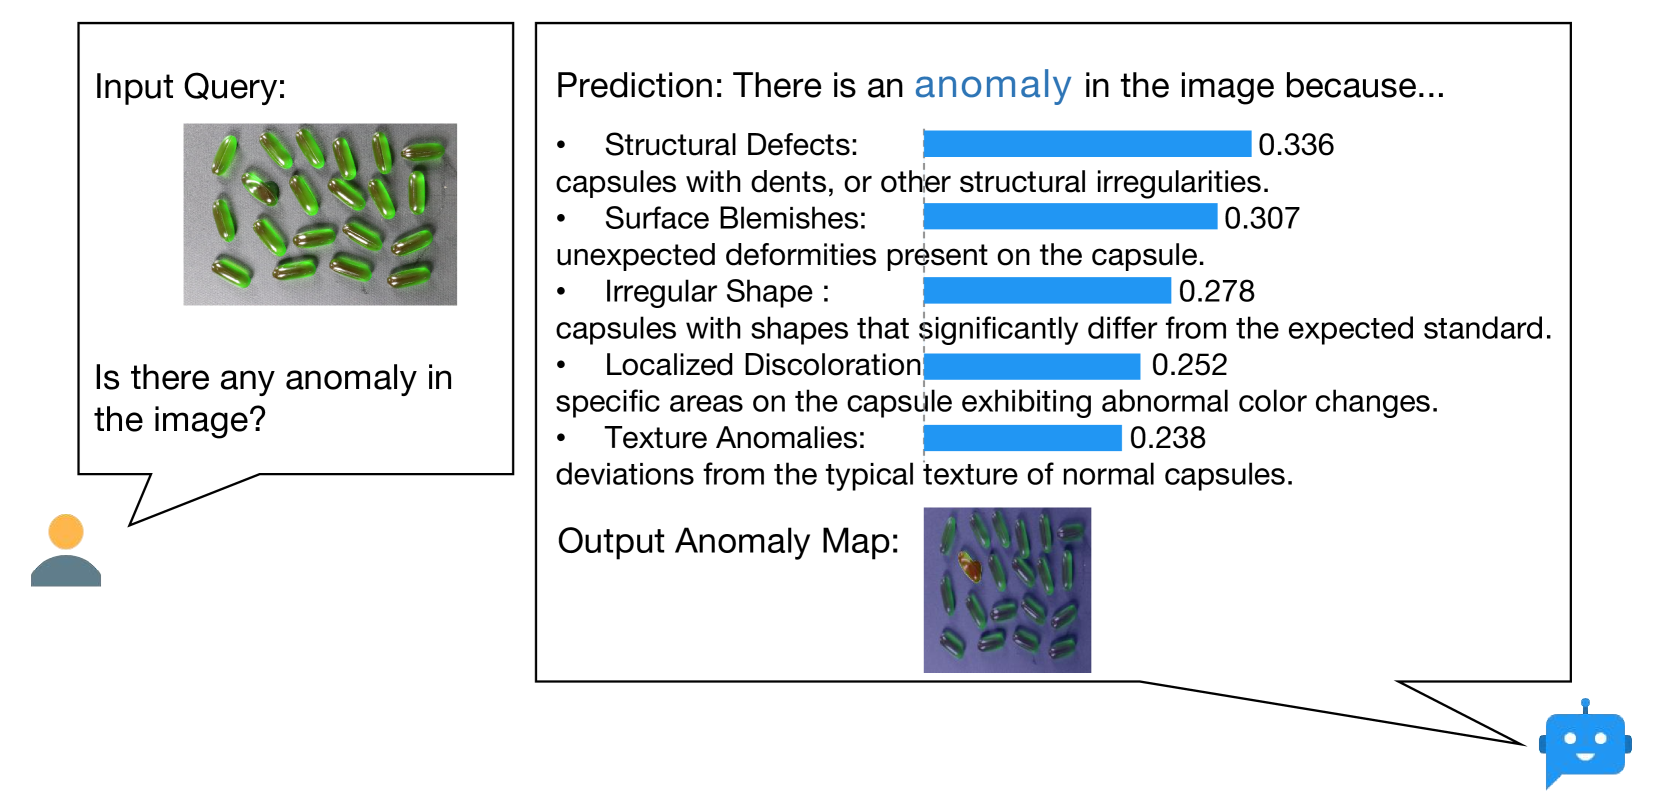 Input Query:
Is there any anomaly in
the image?
Prediction: There is an anomaly in the image because...
• Structural Defects: 0.336
capsules with dents, or other structural irregularities.
• Surface Blemishes: 0.307
unexpected deformities present on the capsule.
• Irregular Shape : 0.278
capsules with shapes that significantly differ from the expected standard.
• Localized Discoloration 0.252
specific areas on the capsule exhibiting abnormal color changes.
• Texture Anomalies: 0.238
deviations from the typical texture of normal capsules.
Output Anomaly Map: